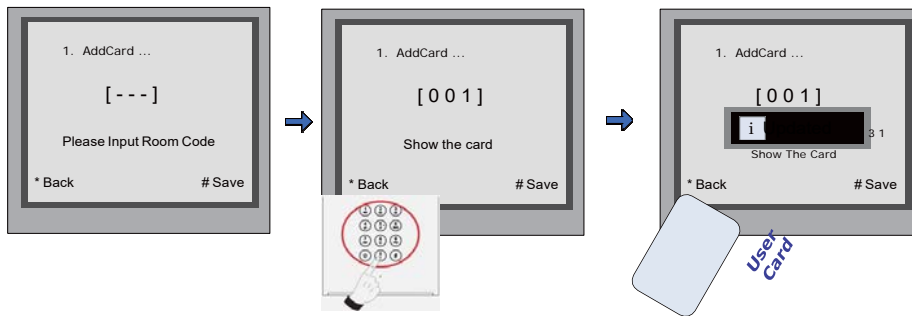 1. AddCard ...
[ - - - ]
Please Input Room Code
* Back # Save
1. AddCard ...
[ 0 0 1 ]
Show the card
* Back # Save
1. AddCard ...
[ 0 0 1 ]
i
3 1
Show The Card
* Back # Save
User
Card